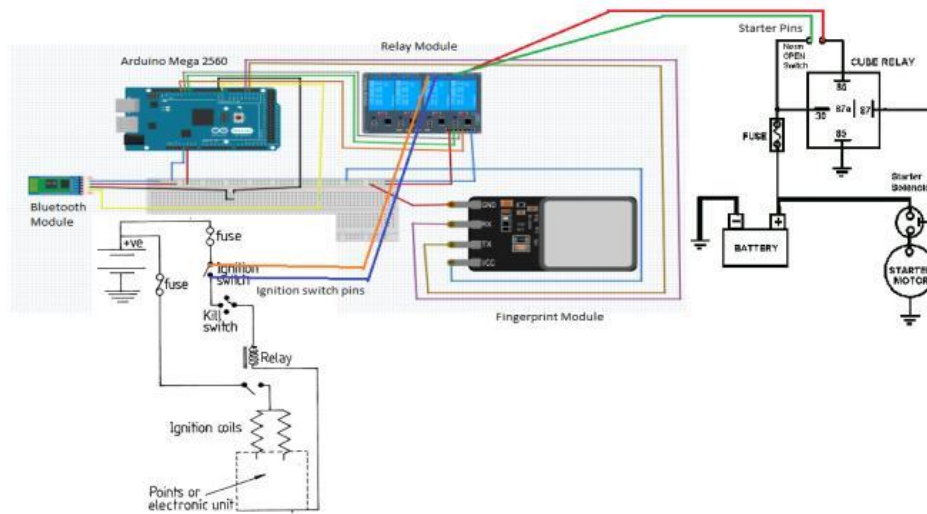 Starter Pins
Relay Module
Arduino Mega 2560
Norm
OPEN
Switch
CUBE RELAY
86
30
87a
87
85
FUSE
Bluetooth
Module
GND
RX
TX
VCC
Starter
Solenoid
-
+
BATTERY
STARTER
MOTOR
fuse
+ve
Ignition
switch
fuse
Ignition switch pins
Kill
switch
Fingerprint Module
Relay
Ignition coils
Points or
electronic unit